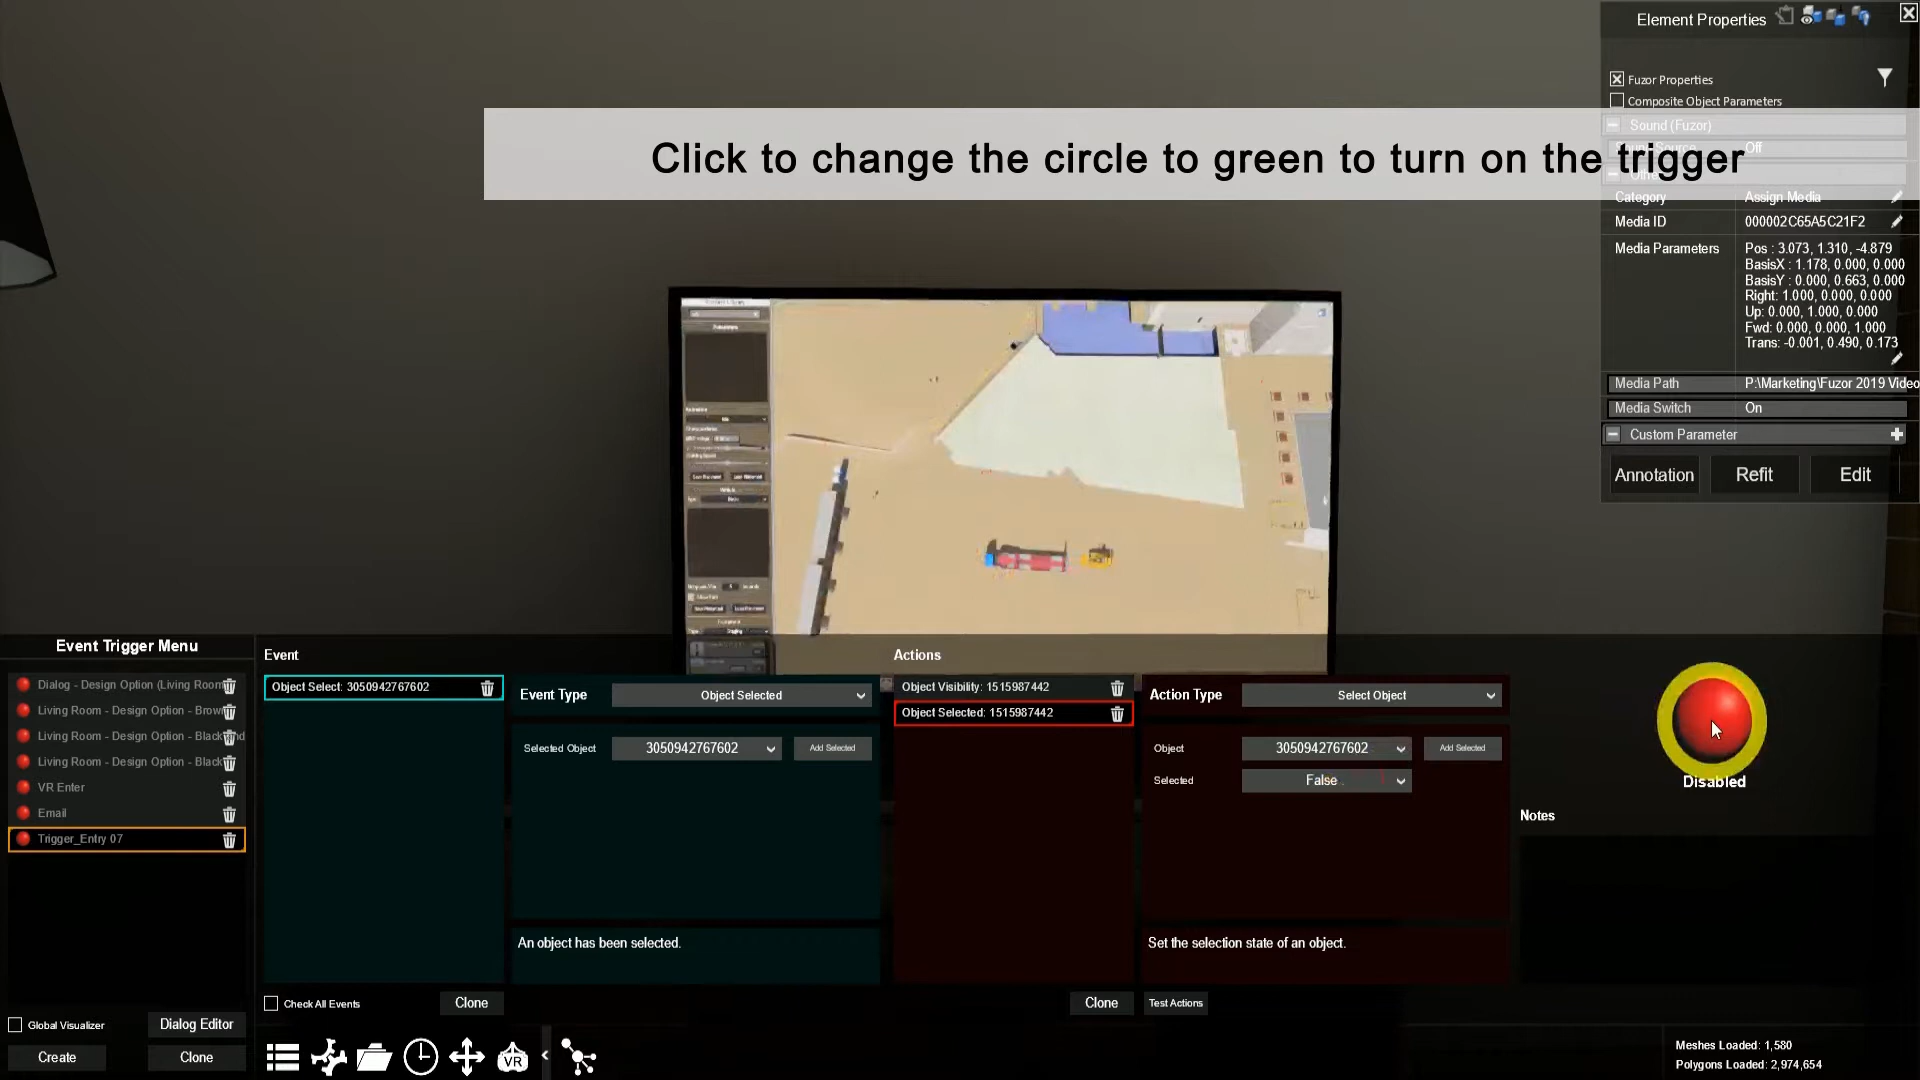 Element Properties
Fuzor Properties
Composite Object Parameters
Sound (Fuzor)
Off
Click to change the circle to green to turn on the trigger
Category Assign Media
Media ID 000002C65A5C21F2
Media Parameters Pos : 3.073, 1.310, -4.879
BasisX : 1.178, 0.000, 0.000
BasisY : 0.000, 0.663, 0.000
Right: 1.000, 0.000, 0.000
Up: 0.000, 1.000, 0.000
Fwd: 0.000, 0.000, 1.000
Trans: -0.001, 0.490, 0.173
Media Path P:\Marketing\Fuzor 2019 Video
Media Switch On
Custom Parameter
Annotation Refit Edit
Event Trigger Menu
Dialog - Design Option (Living Room
Living Room - Design Option - Brow
Living Room - Design Option - Black
Living Room - Design Option - Black
VR Enter
Email
Trigger_Entry 07
Global Visualizer Dialog Editor
Create Clone
Event
Object Select: 3050942767602
Check All Events Clone
Event Type Object Selected
Selected Object 3050942767602 Add Selected
An object has been selected.
Actions
Object Visibility: 1515987442
Object Selected: 1515987442
Clone
Action Type Select Object
Object 3050942767602 Add Selected
Selected False
Set the selection state of an object.
Test Actions
Disabled
Notes
VR
Meshes Loaded: 1,580
Polygons Loaded: 2,974,654